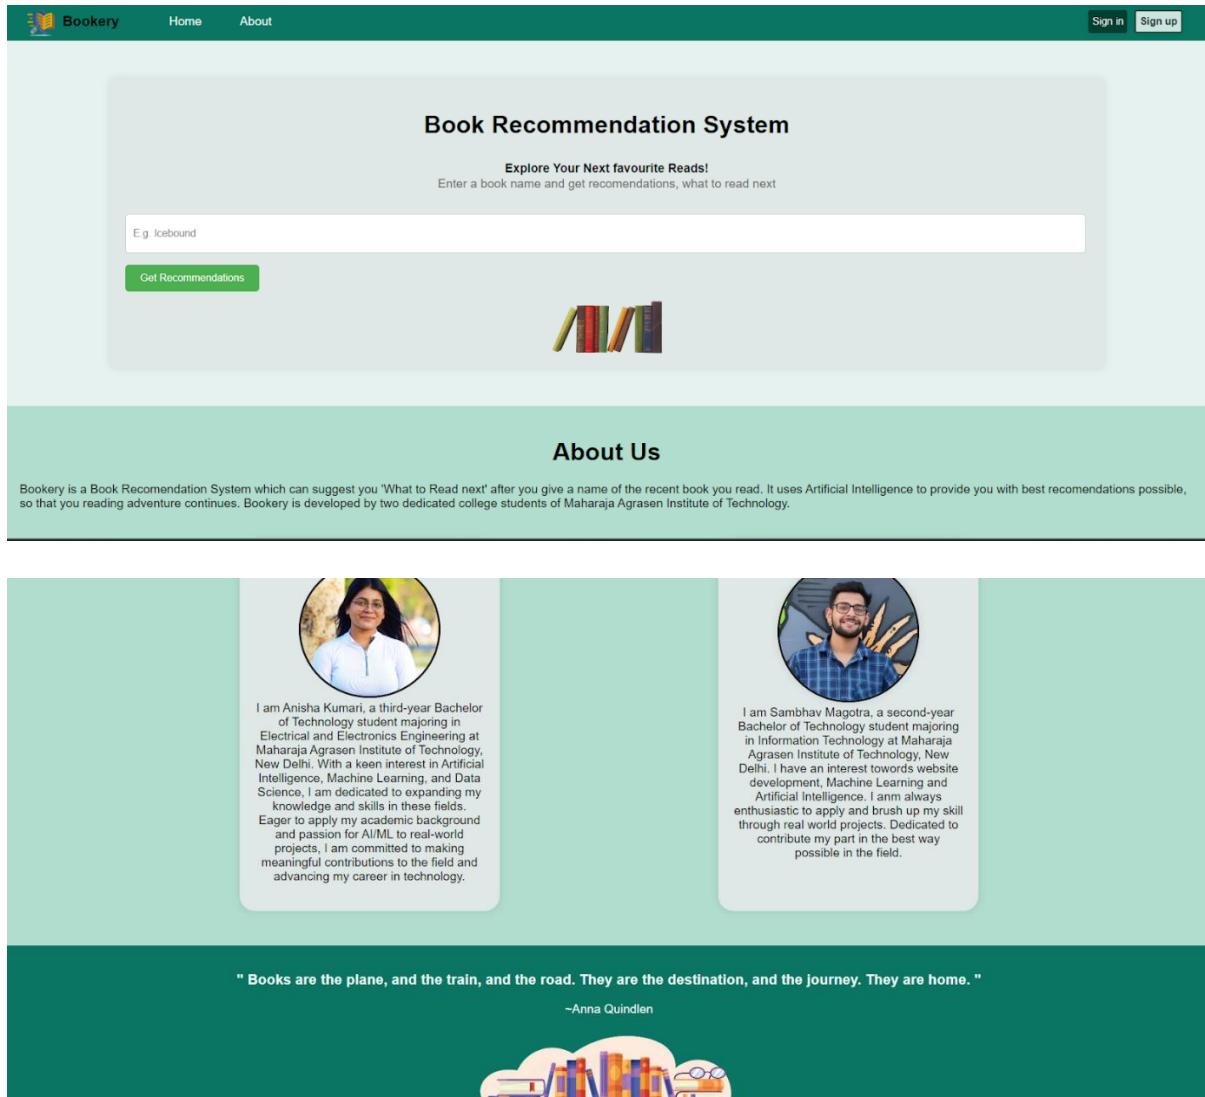 Bookery Home About Sign in Sign up
Book Recommendation System
Explore Your Next favourite Reads!
Enter a book name and get recomendations, what to read next
E.g. Icebound
Get Recommendations
About Us
Bookery is a Book Recomendation System which can suggest you 'What to Read next' after you give a name of the recent book you read. It uses Artificial Intelligence to provide you with best recomendations possible,
so that you reading adventure continues. Bookery is developed by two dedicated college students of Maharaja Agrasen Institute of Technology.
I am Anisha Kumari, a third-year Bachelor
of Technology student majoring in
Electrical and Electronics Engineering at
Maharaja Agrasen Institute of Technology,
New Delhi. With a keen interest in Artificial
Intelligence, Machine Learning, and Data
Science, I am dedicated to expanding my
knowledge and skills in these fields.
Eager to apply my academic background
and passion for AI/ML to real-world
projects, I am committed to making
meaningful contributions to the field and
advancing my career in technology.
I am Sambhav Magotra, a second-year
Bachelor of Technology student majoring
in Information Technology at Maharaja
Agrasen Institute of Technology, New
Delhi. I have an interest towords website
development, Machine Learning and
Artificial Intelligence. I anm always
enthusiastic to apply and brush up my skill
through real world projects. Dedicated to
contribute my part in the best way
possible in the field.
" Books are the plane, and the train, and the road. They are the destination, and the journey. They are home. "
~Anna Quindlen